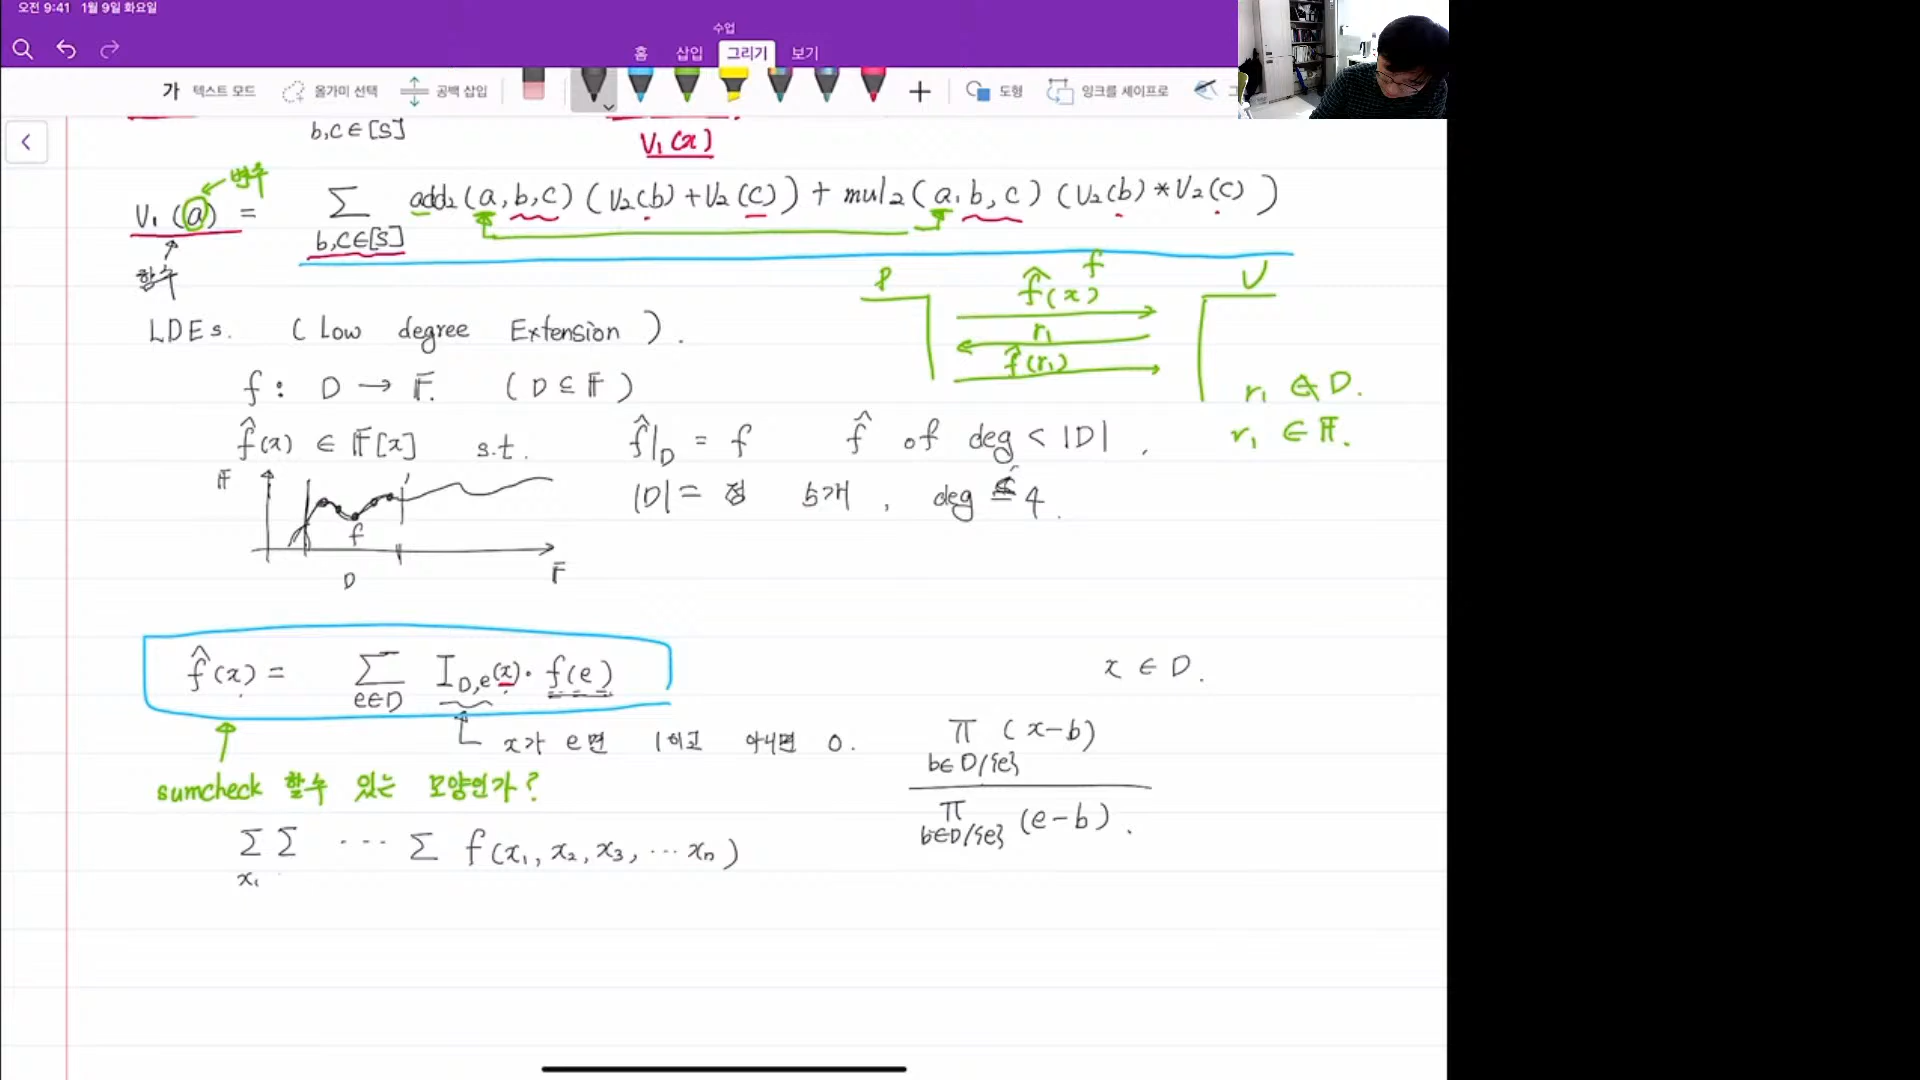 오전 9:41 1월 9일 화요일
수업
홈 삽입 그리기 보기
가 텍스트 모드 올가미 선택 공백 삽입 도형 잉크를 셰이프로
b,c∈[S]
V₁(x)
변수
V₁(a) = Σ add₂(a,b,c)(V₂(b)+V₂(c))+mul₂(a,b,c)(V₂(b)*V₂(c))
b,c∈[S]
함수
P f V
f̂(x)
r₁
f̂(r₁)
LDEs. (Low degree Extension).
f: D → 𝔽. (D⊆𝔽)
r₁ ∉ D.
r₁ ∈ 𝔽.
f̂(x) ∈ 𝔽[x] s.t. f̂|_D = f f̂ of deg < |D|.
|D| = 점 5개, deg = 4.
𝔽
f
D
𝔽
f̂(x) = Σ I_{D,e}(x)· f(e)
e∈D
x ∈ D.
x가 e면 1이고 아니면 0.
π (x-b)
b∈D/{e}
π (e-b).
b∈D/{e}
sumcheck 할수 있는 모양인가?
Σ Σ ··· Σ f(x₁, x₂, x₃, ··· xₙ)
x₁